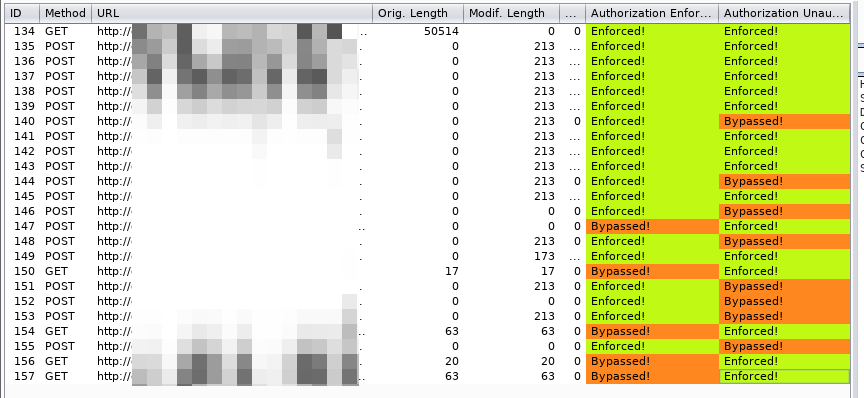 ID Method URL Orig. Length Modif. Length ... Authorization Enfor... Authorization Unau...
134 GET http:// .. 50514 0 0 Enforced! Enforced!
135 POST http:// . 0 213 ... Enforced! Enforced!
136 POST http:// . 0 213 ... Enforced! Enforced!
137 POST http:// . 0 213 ... Enforced! Enforced!
138 POST http:// . 0 213 ... Enforced! Enforced!
139 POST http:// . 0 213 ... Enforced! Enforced!
140 POST http:// . 0 213 0 Enforced! Bypassed!
141 POST http:// . 0 213 ... Enforced! Enforced!
142 POST http:// . 0 213 ... Enforced! Enforced!
143 POST http:// . 0 213 ... Enforced! Enforced!
144 POST http:// . 0 213 0 Enforced! Bypassed!
145 POST http:// . 0 213 ... Enforced! Enforced!
146 POST http:// . 0 0 0 Enforced! Bypassed!
147 POST http:// .. 0 0 0 Bypassed! Enforced!
148 POST http:// . 0 213 0 Enforced! Bypassed!
149 POST http:// . 0 173 ... Enforced! Enforced!
150 GET http:// . 17 17 0 Bypassed! Enforced!
151 POST http:// . 0 213 0 Enforced! Bypassed!
152 POST http:// . 0 0 0 Enforced! Bypassed!
153 POST http:// . 0 213 0 Enforced! Bypassed!
154 GET http:// .. 63 63 0 Bypassed! Enforced!
155 POST http:// . 0 0 0 Enforced! Bypassed!
156 GET http:// .. 20 20 0 Bypassed! Enforced!
157 GET http:// .. 63 63 0 Bypassed! Enforced!